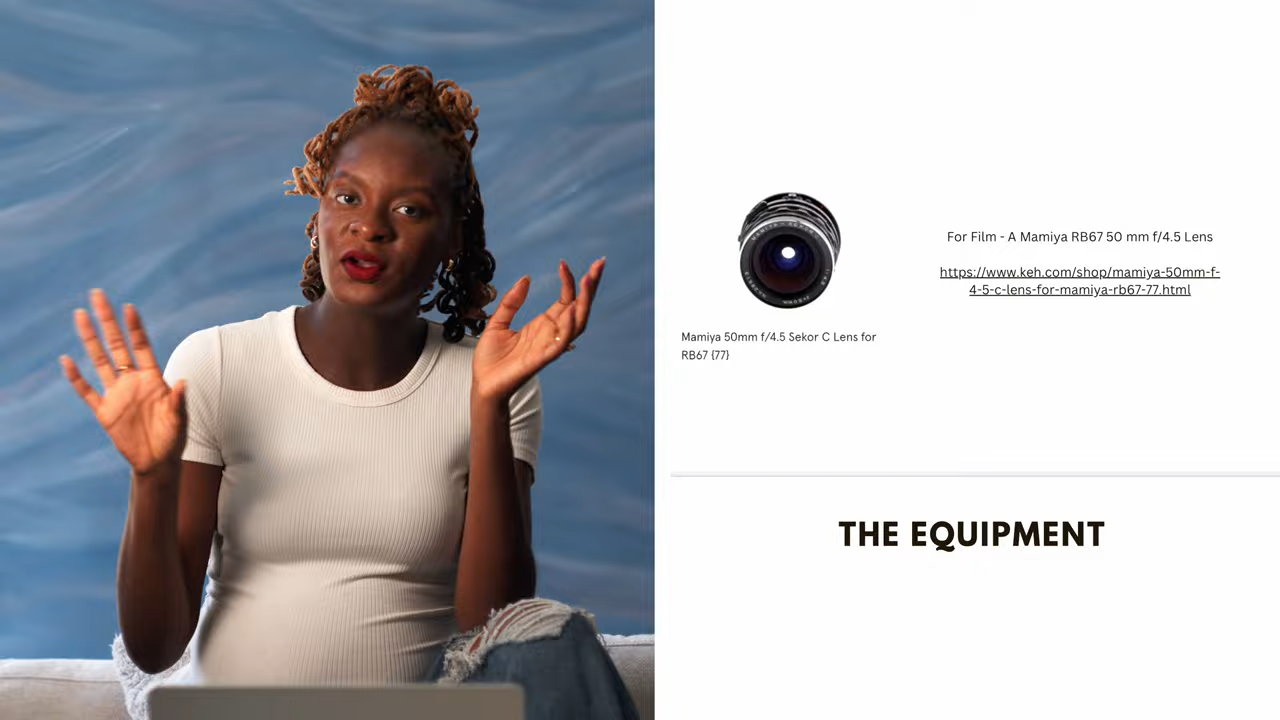 For Film - A Mamiya RB67 50 mm f/4.5 Lens
https://www.keh.com/shop/mamiya-50mm-f-
4-5-c-lens-for-mamiya-rb67-77.html
Mamiya 50mm f/4.5 Sekor C Lens for
RB67 {77}
THE EQUIPMENT